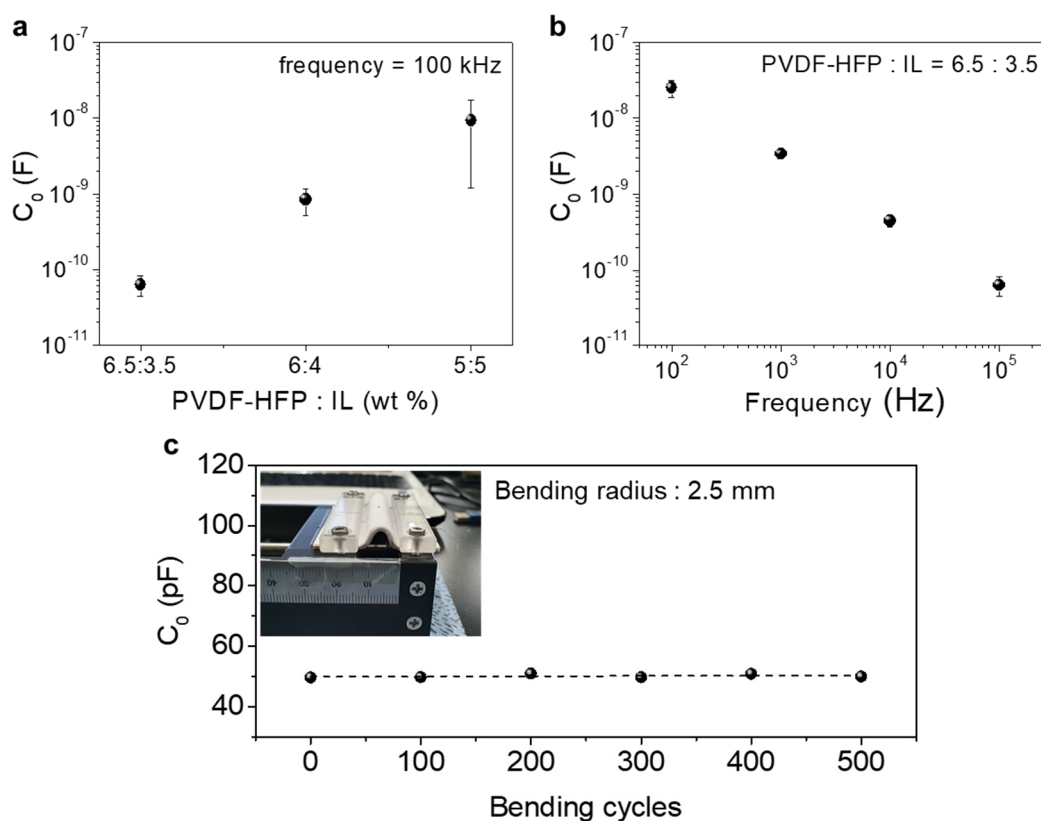 a
frequency = 100 kHz
C₀ (F)
10⁻⁷
10⁻⁸
10⁻⁹
10⁻¹⁰
10⁻¹¹
6.5:3.5 6:4 5:5
PVDF-HFP : IL (wt %)
b
PVDF-HFP : IL = 6.5 : 3.5
C₀ (F)
10⁻⁷
10⁻⁸
10⁻⁹
10⁻¹⁰
10⁻¹¹
10² 10³ 10⁴ 10⁵
Frequency (Hz)
c
Bending radius : 2.5 mm
C₀ (pF)
120
100
80
60
40
0 100 200 300 400 500
Bending cycles